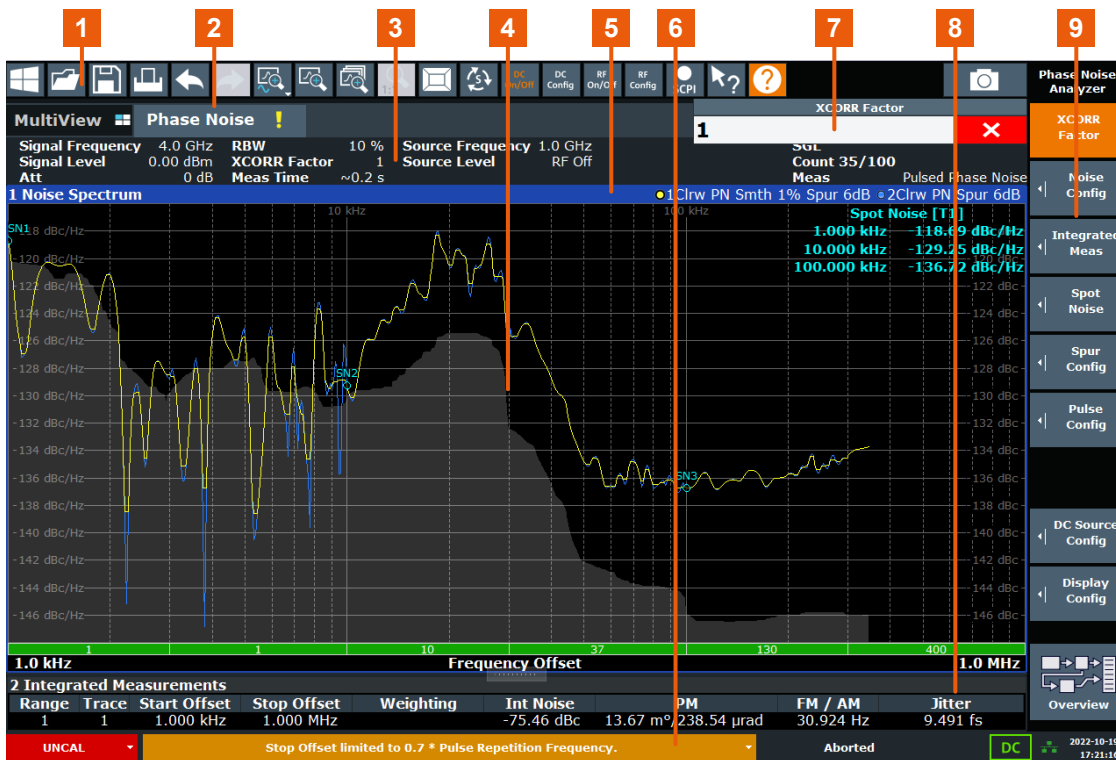 1 2 3 4 5 6 7 8 9
DC On/Off
DC Config
RF On/Off
RF Config
SCPI
Phase Noise Analyzer
MultiView
Phase Noise !
XCORR Factor
1
Signal Frequency 4.0 GHz RBW 10 % Source Frequency 1.0 GHz SGL
Signal Level 0.00 dBm XCORR Factor 1 Source Level RF Off Count 35/100
Att 0 dB Meas Time ~0.2 s Meas Pulsed Phase Noise
1 Noise Spectrum 1Clrw PN Smth 1% Spur 6dB 2Clrw PN Spur 6dB
10 kHz 100 kHz
Spot Noise [T1]
1.000 kHz -118.69 dBc/Hz
10.000 kHz -129.25 dBc/Hz
100.000 kHz -136.72 dBc/Hz
SN1
-118 dBc/Hz
-120 dBc/Hz -120 dBc
-122 dBc/Hz -122 dBc
-124 dBc/Hz -124 dBc
-126 dBc/Hz -126 dBc
-128 dBc/Hz -128 dBc
SN2
-130 dBc/Hz -130 dBc
-132 dBc/Hz -132 dBc
-134 dBc/Hz -134 dBc
-136 dBc/Hz -136 dBc
SN3
-138 dBc/Hz -138 dBc
-140 dBc/Hz -140 dBc
-142 dBc/Hz -142 dBc
-144 dBc/Hz -144 dBc
-146 dBc/Hz -146 dBc
1 1 10 37 130 400
1.0 kHz Frequency Offset 1.0 MHz
2 Integrated Measurements
Range Trace Start Offset Stop Offset Weighting Int Noise PM FM / AM Jitter
1 1 1.000 kHz 1.000 MHz -75.46 dBc 13.67 m°/238.54 µrad 30.924 Hz 9.491 fs
UNCAL
Stop Offset limited to 0.7 * Pulse Repetition Frequency.
Aborted
DC
2022-10-19
17:21:16
XCORR Factor
Noise Config
Integrated Meas
Spot Noise
Spur Config
Pulse Config
DC Source Config
Display Config
Overview